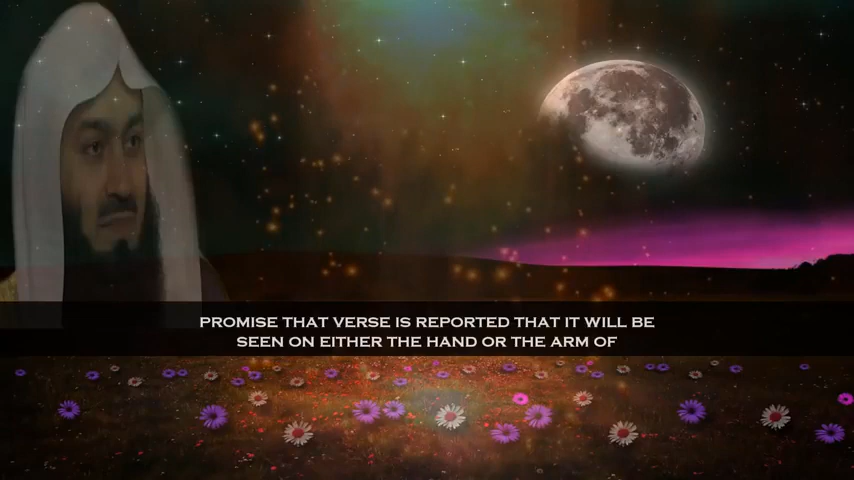 PROMISE THAT VERSE IS REPORTED THAT IT WILL BE
SEEN ON EITHER THE HAND OR THE ARM OF